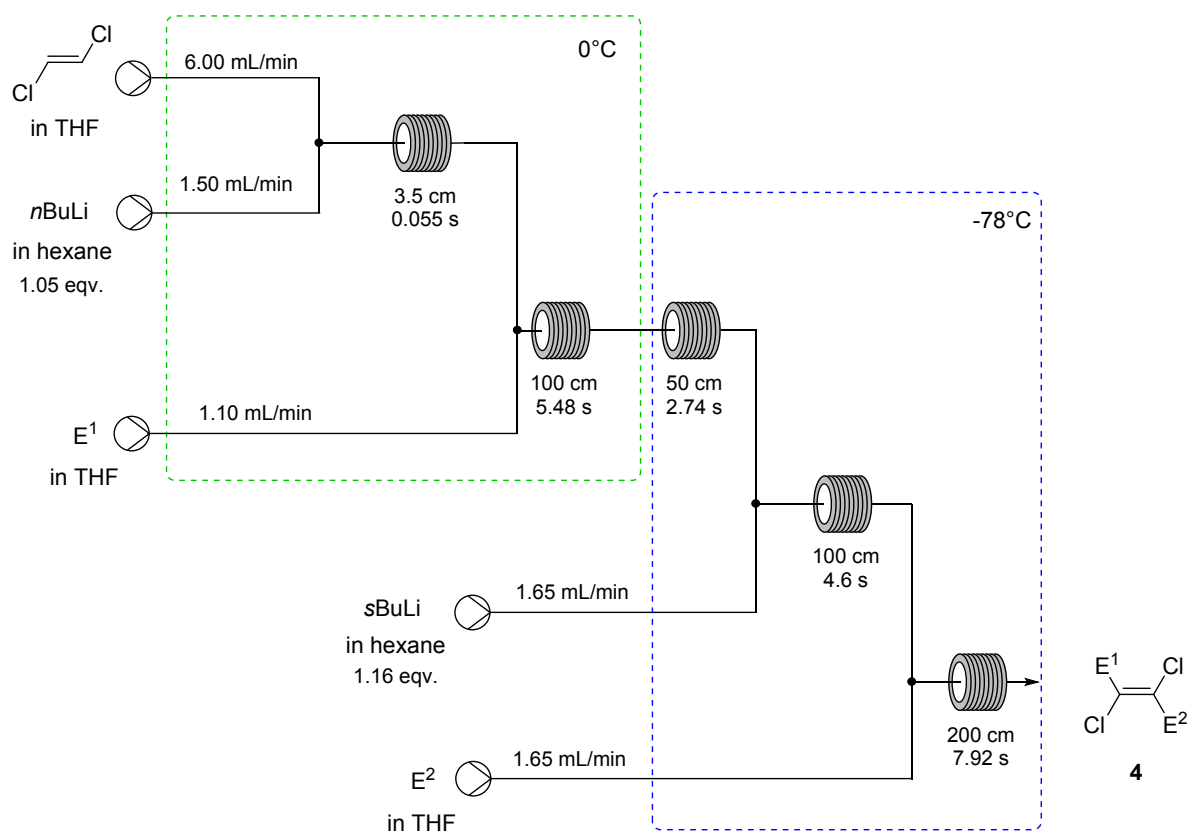 Cl
Cl
in THF
6.00 mL/min
0°C
3.5 cm
0.055 s
1.50 mL/min
nBuLi
in hexane
1.05 eqv.
-78°C
100 cm
5.48 s
50 cm
2.74 s
1.10 mL/min
E¹
in THF
100 cm
4.6 s
1.65 mL/min
sBuLi
in hexane
1.16 eqv.
E¹
Cl
Cl
E²
4
200 cm
7.92 s
1.65 mL/min
E²
in THF